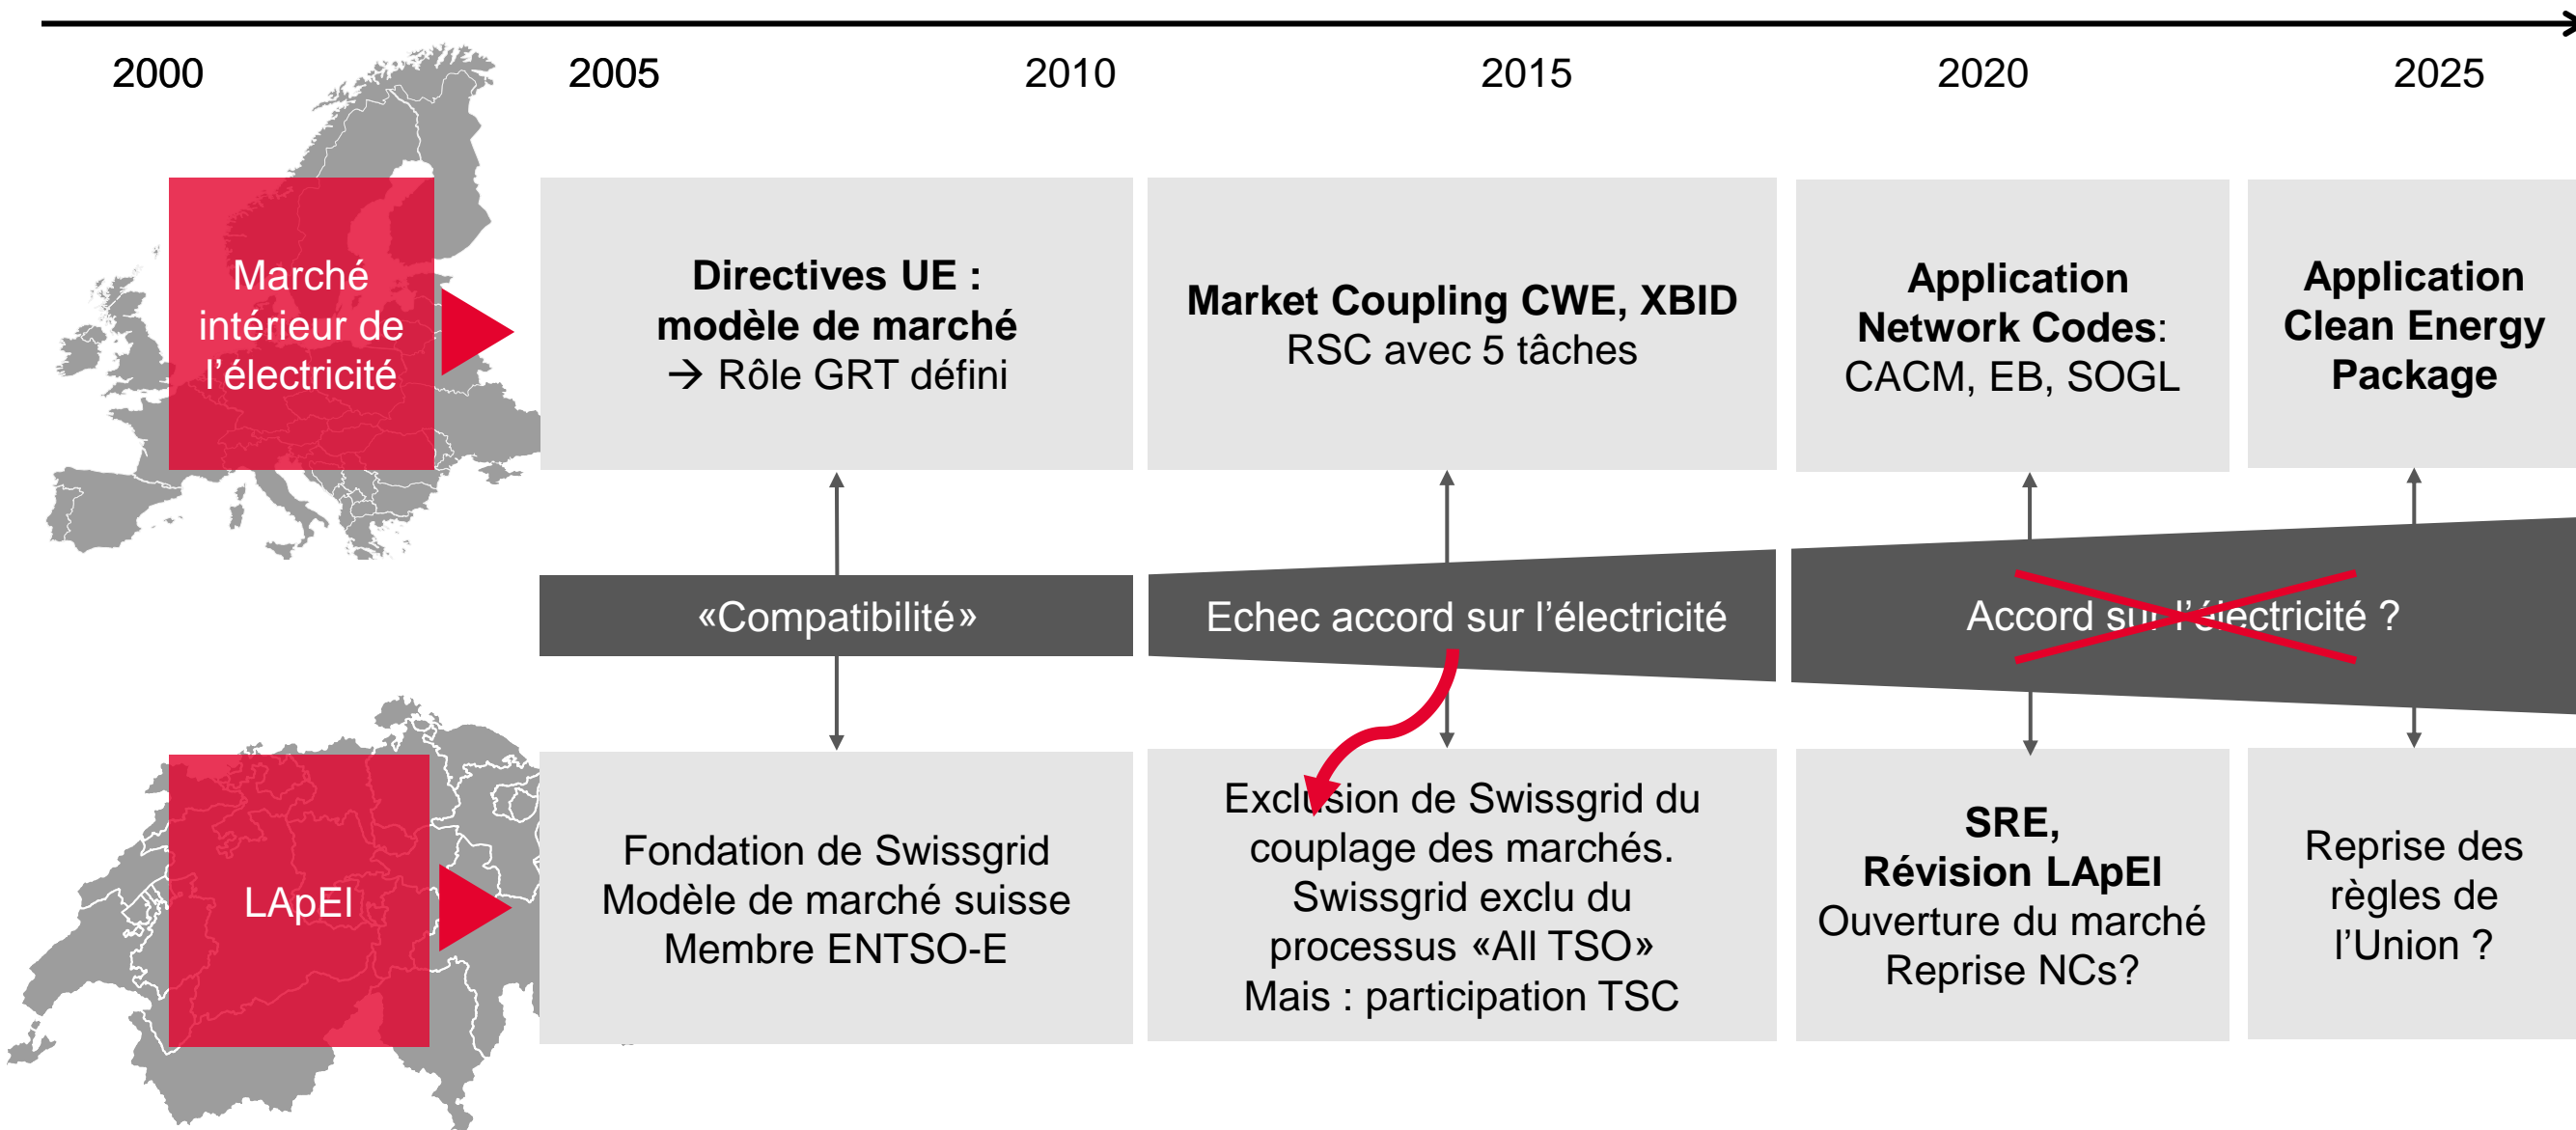 2000
2005
2010
2015
2020
2025
Marché
intérieur de
l’électricité
Directives UE :
modèle de marché
→ Rôle GRT défini
Market Coupling CWE, XBID
RSC avec 5 tâches
Application
Network Codes:
CACM, EB, SOGL
Application
Clean Energy
Package
«Compatibilité»
Echec accord sur l’électricité
Accord sur l’électricité ?
LApEl
Fondation de Swissgrid
Modèle de marché suisse
Membre ENTSO-E
Exclusion de Swissgrid du
couplage des marchés.
Swissgrid exclu du
processus «All TSO»
Mais : participation TSC
SRE,
Révision LApEl
Ouverture du marché
Reprise NCs?
Reprise des
règles de
l’Union ?